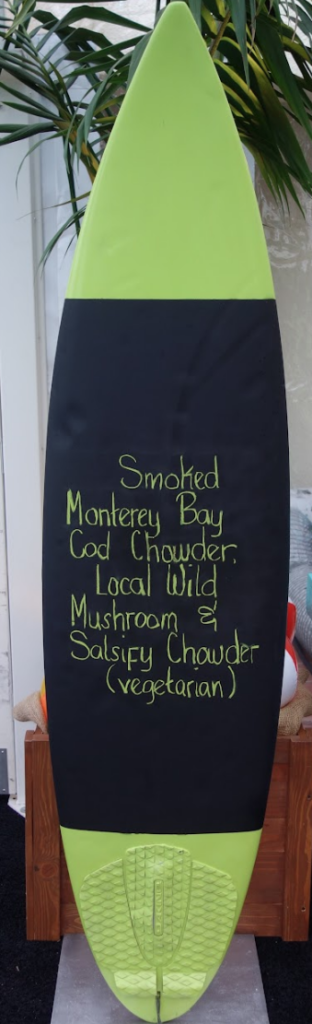 Smoked
Monterey Bay
Cod Chowder.
Local Wild
Mushroom &
Salsify Chowder
(vegetarian)